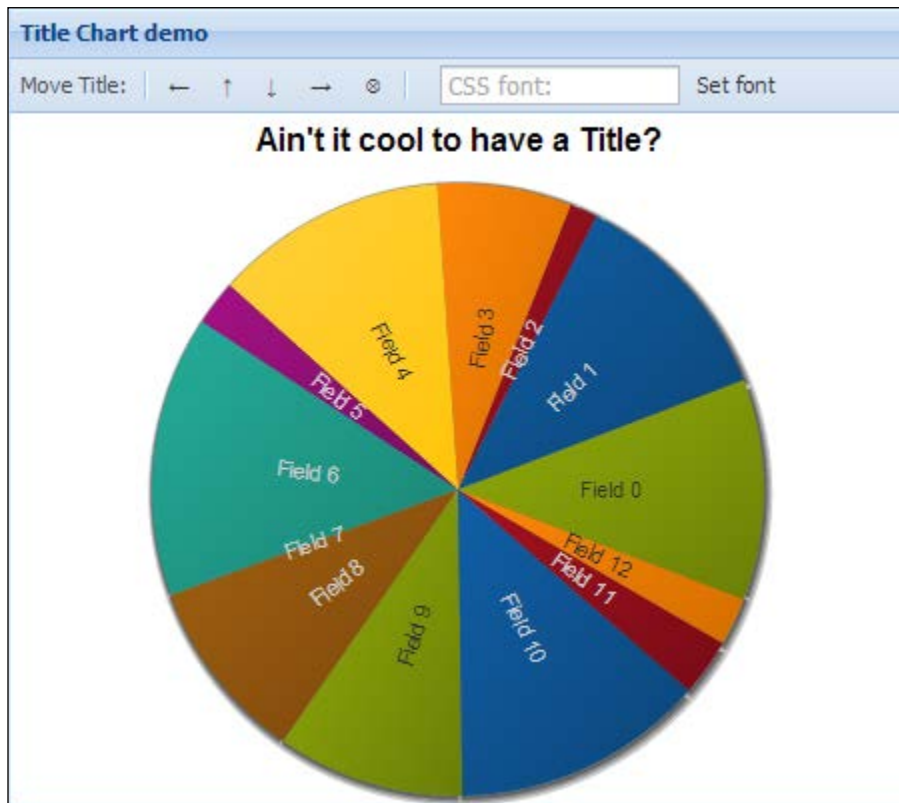 Title Chart demo
Move Title: ← ↑ ↓ → ⊗ CSS font: Set font
Ain't it cool to have a Title?
Field 3
Field 2
Field 4
Field 1
Field 5
Field 6
Field 0
Field 7
Field 12
Field 8
Field 11
Field 9
Field 10